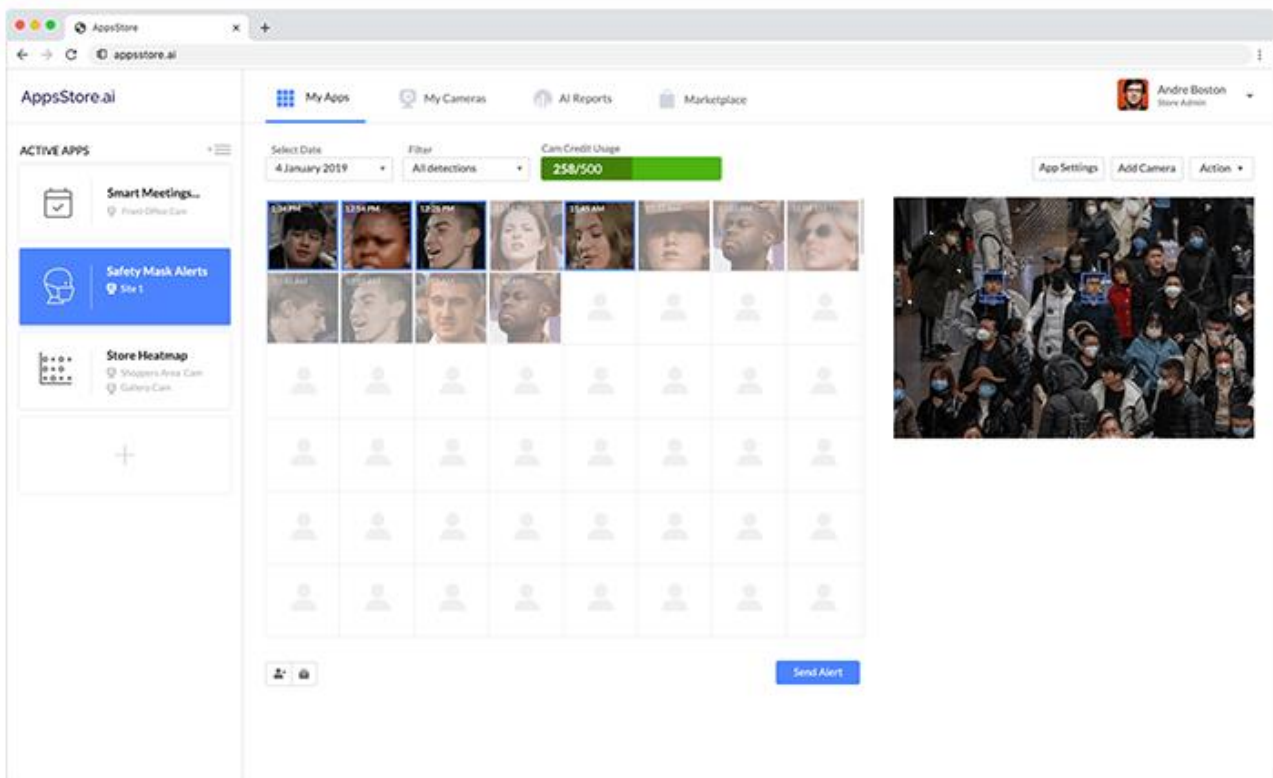 AppsStore
appsstore.ai
AppsStore.ai
My Apps
My Cameras
AI Reports
Marketplace
Andre Boston
Store Admin
ACTIVE APPS
Smart Meetings...
Front-Office Cam
Safety Mask Alerts
Site 1
Store Heatmap
Shoppers Area Cam
Gallery Cam
Select Date
Filter
Cam Credit Usage
4 January 2019
All detections
258/500
App Settings
Add Camera
Action
1:04 PM
12:54 PM
12:26 PM
11:45 AM
Send Alert